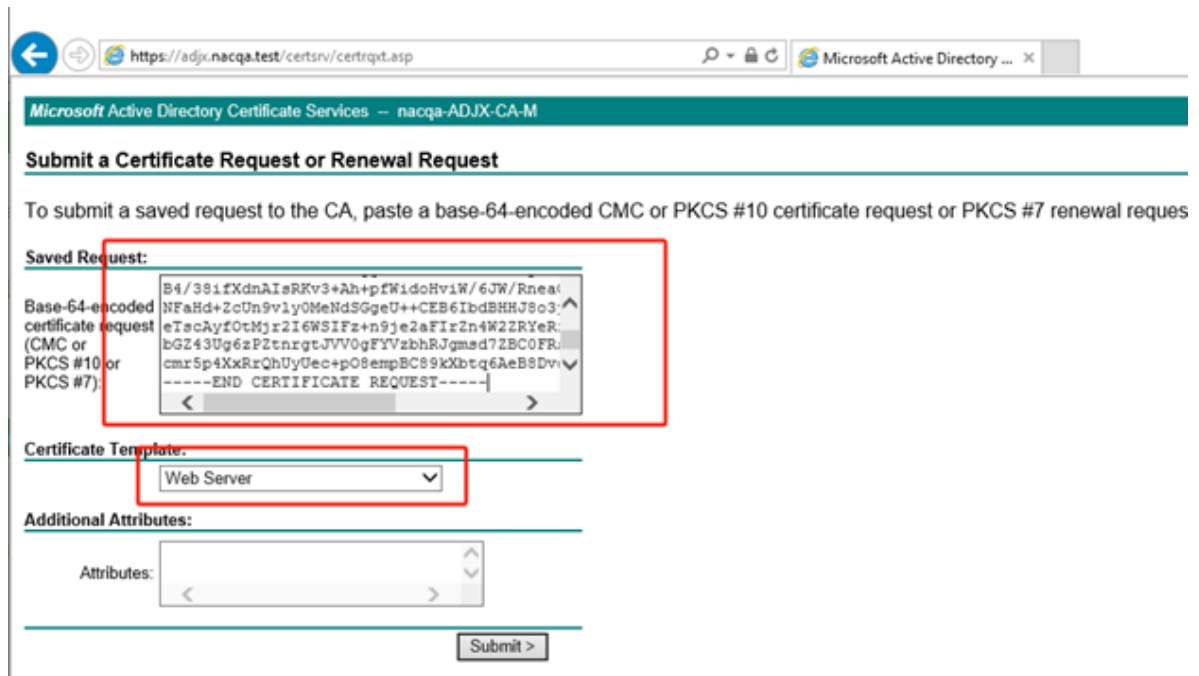 https://adjx.nacqa.test/certsrv/certrqxt.asp
Microsoft Active Directory ...
Microsoft Active Directory Certificate Services -- nacqa-ADJX-CA-M
Submit a Certificate Request or Renewal Request
To submit a saved request to the CA, paste a base-64-encoded CMC or PKCS #10 certificate request or PKCS #7 renewal reques
Saved Request:
Base-64-encoded
certificate request
(CMC or
PKCS #10 or
PKCS #7):
B4/38ifXdnAIsRKv3+Ah+pfWidoHviW/6JW/Rnea
NFaHd+ZcUn9vly0MeNdSGgeU++CEB6IbdBHHJ8o3
eTscAyfOtMjr2I6WSIFz+n9je2aFIrZn4W2ZRYeR
bGZ43Ug6zPZtnrgtJVV0gFYVzbhRJgmsd7ZBC0FR
cmr5p4XxRrQhUyUec+pO8empBC89kXbtq6AeB8Dv
-----END CERTIFICATE REQUEST-----
Certificate Template:
Web Server
Additional Attributes:
Attributes:
Submit >